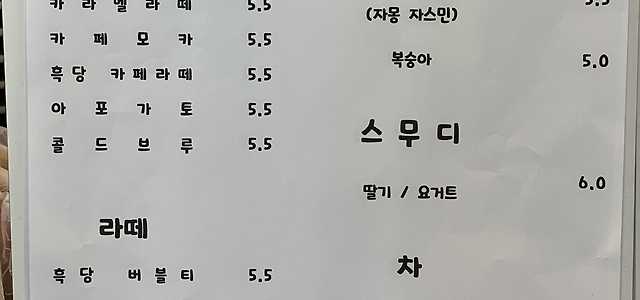 카라멜라떼 5.5
카페모카 5.5
흑당 카페라떼 5.5
아포가토 5.5
콜드브루 5.5
라떼
흑당 버블티 5.5
5.5
(자몽 자스민)
복숭아 5.0
스무디
딸기 / 요거트 6.0
차